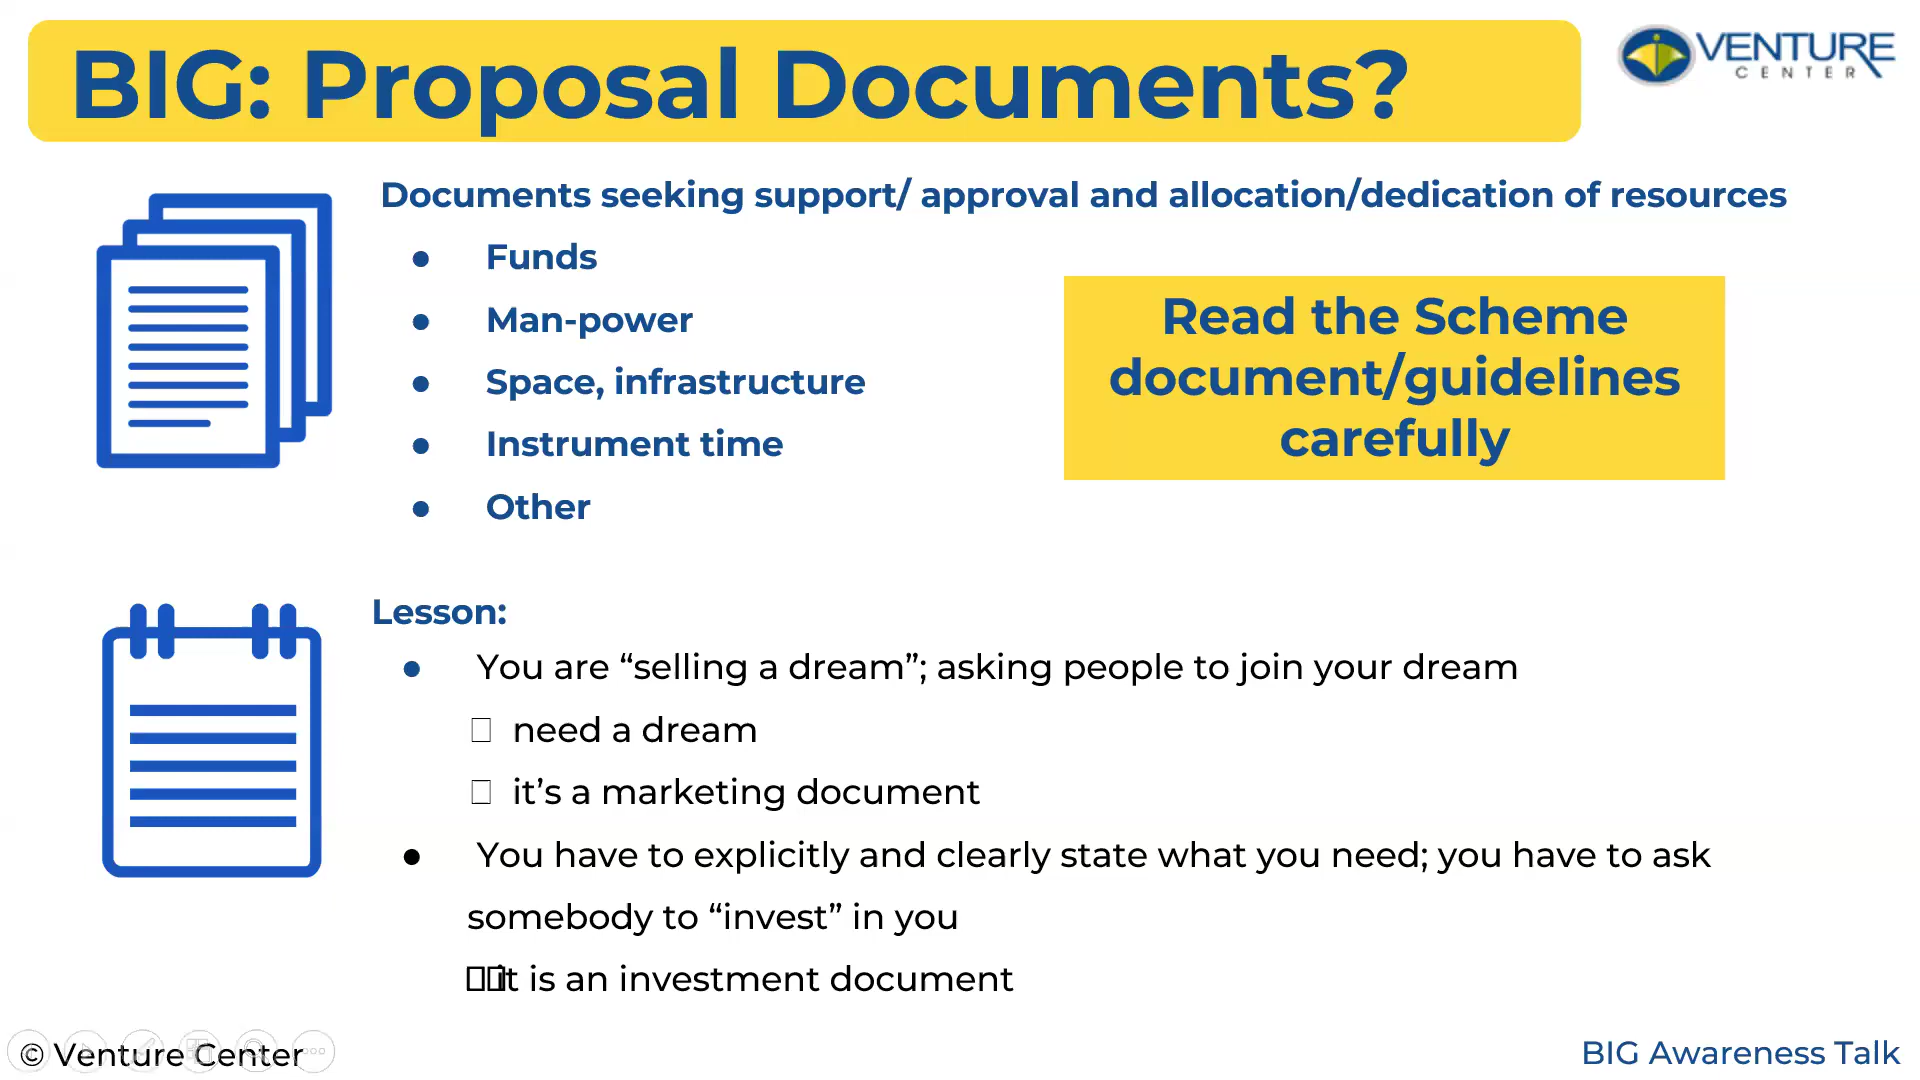 BIG: Proposal Documents?
VENTURE
CENTER
Documents seeking support/ approval and allocation/dedication of resources
● Funds
● Man-power
● Space, infrastructure
● Instrument time
● Other
Read the Scheme
document/guidelines
carefully
Lesson:
● You are “selling a dream”; asking people to join your dream
□ need a dream
□ it’s a marketing document
● You have to explicitly and clearly state what you need; you have to ask
somebody to “invest” in you
□□it is an investment document
© Venture Center
BIG Awareness Talk